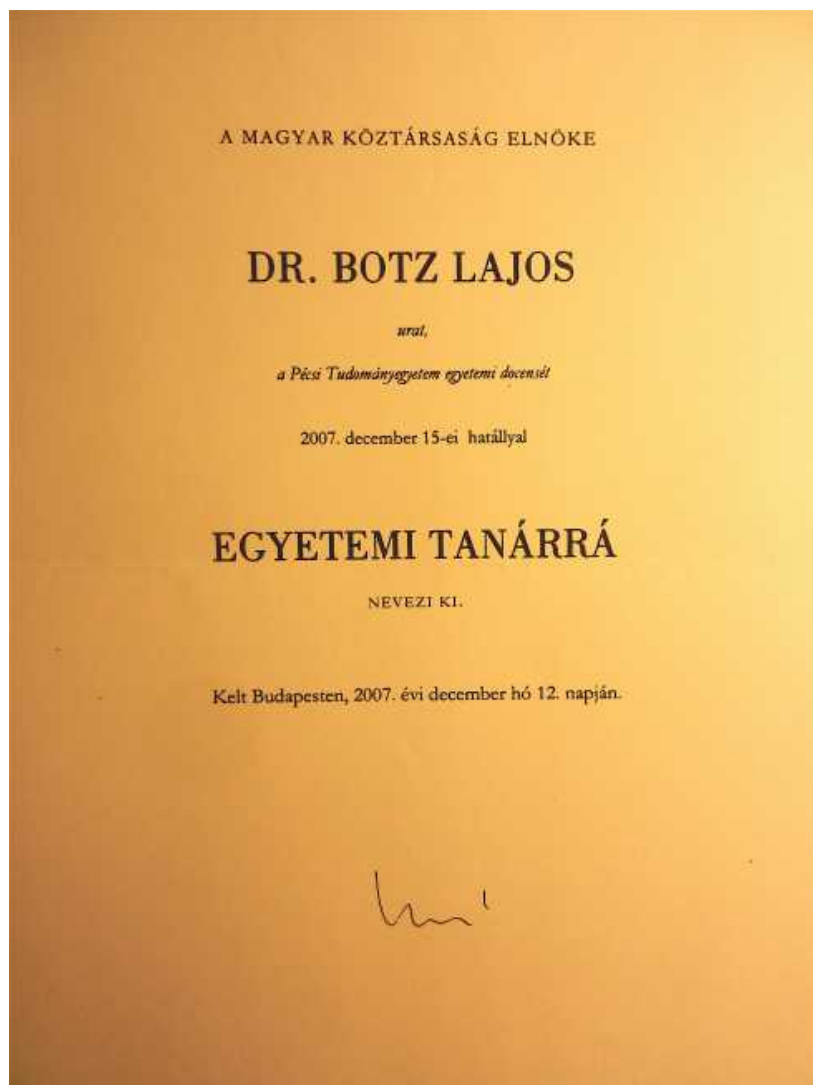 A MAGYAR KÖZTÁRSASÁG ELNÖKE
DR. BOTZ LAJOS
urat,
a Pécsi Tudományegyetem egyetemi docensét
2007. december 15-ei hatállyal
EGYETEMI TANÁRRÁ
NEVEZI KI.
Kelt Budapesten, 2007. évi december hó 12. napján.